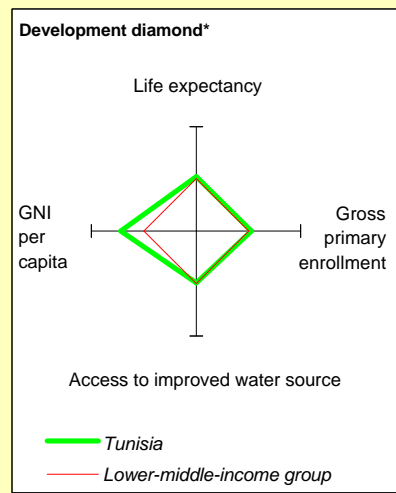 Development diamond*
Life expectancy
GNI
per
capita
Gross
primary
enrollment
Access to improved water source
Tunisia
Lower-middle-income group